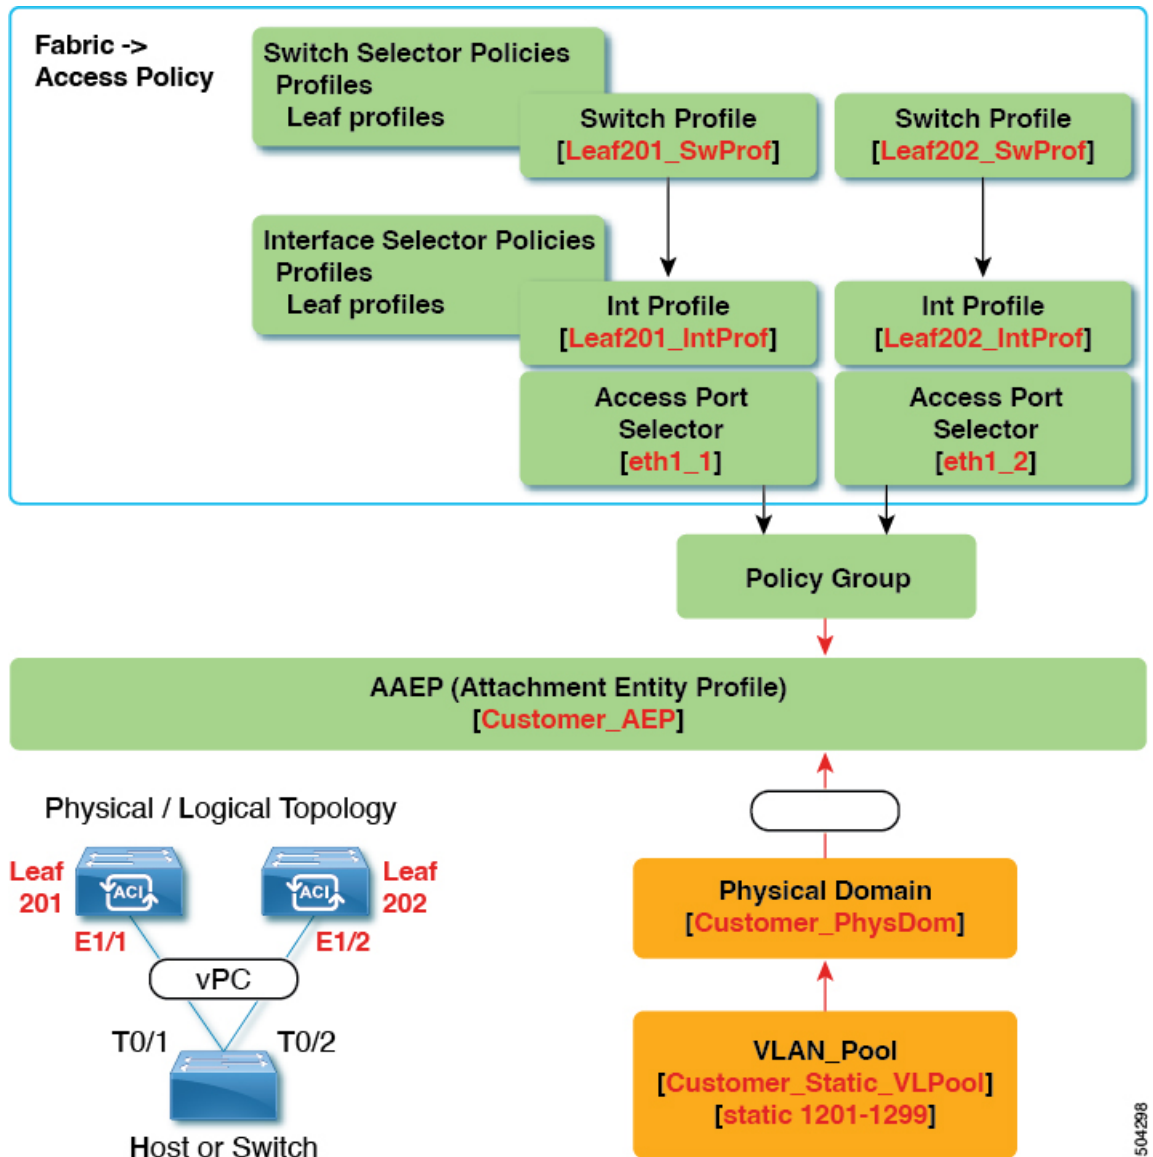 Fabric ->
Access Policy
Switch Selector Policies
Profiles
Leaf profiles
Switch Profile
[Leaf201_SwProf]
Switch Profile
[Leaf202_SwProf]
Interface Selector Policies
Profiles
Leaf profiles
Int Profile
[Leaf201_IntProf]
Int Profile
[Leaf202_IntProf]
Access Port
Selector
[eth1_1]
Access Port
Selector
[eth1_2]
Policy Group
AAEP (Attachment Entity Profile)
[Customer_AEP]
Physical / Logical Topology
Leaf
201
ACI
ACI
Leaf
202
E1/1
E1/2
vPC
T0/1
T0/2
Host or Switch
Physical Domain
[Customer_PhysDom]
VLAN_Pool
[Customer_Static_VLPool]
[static 1201-1299]
504298